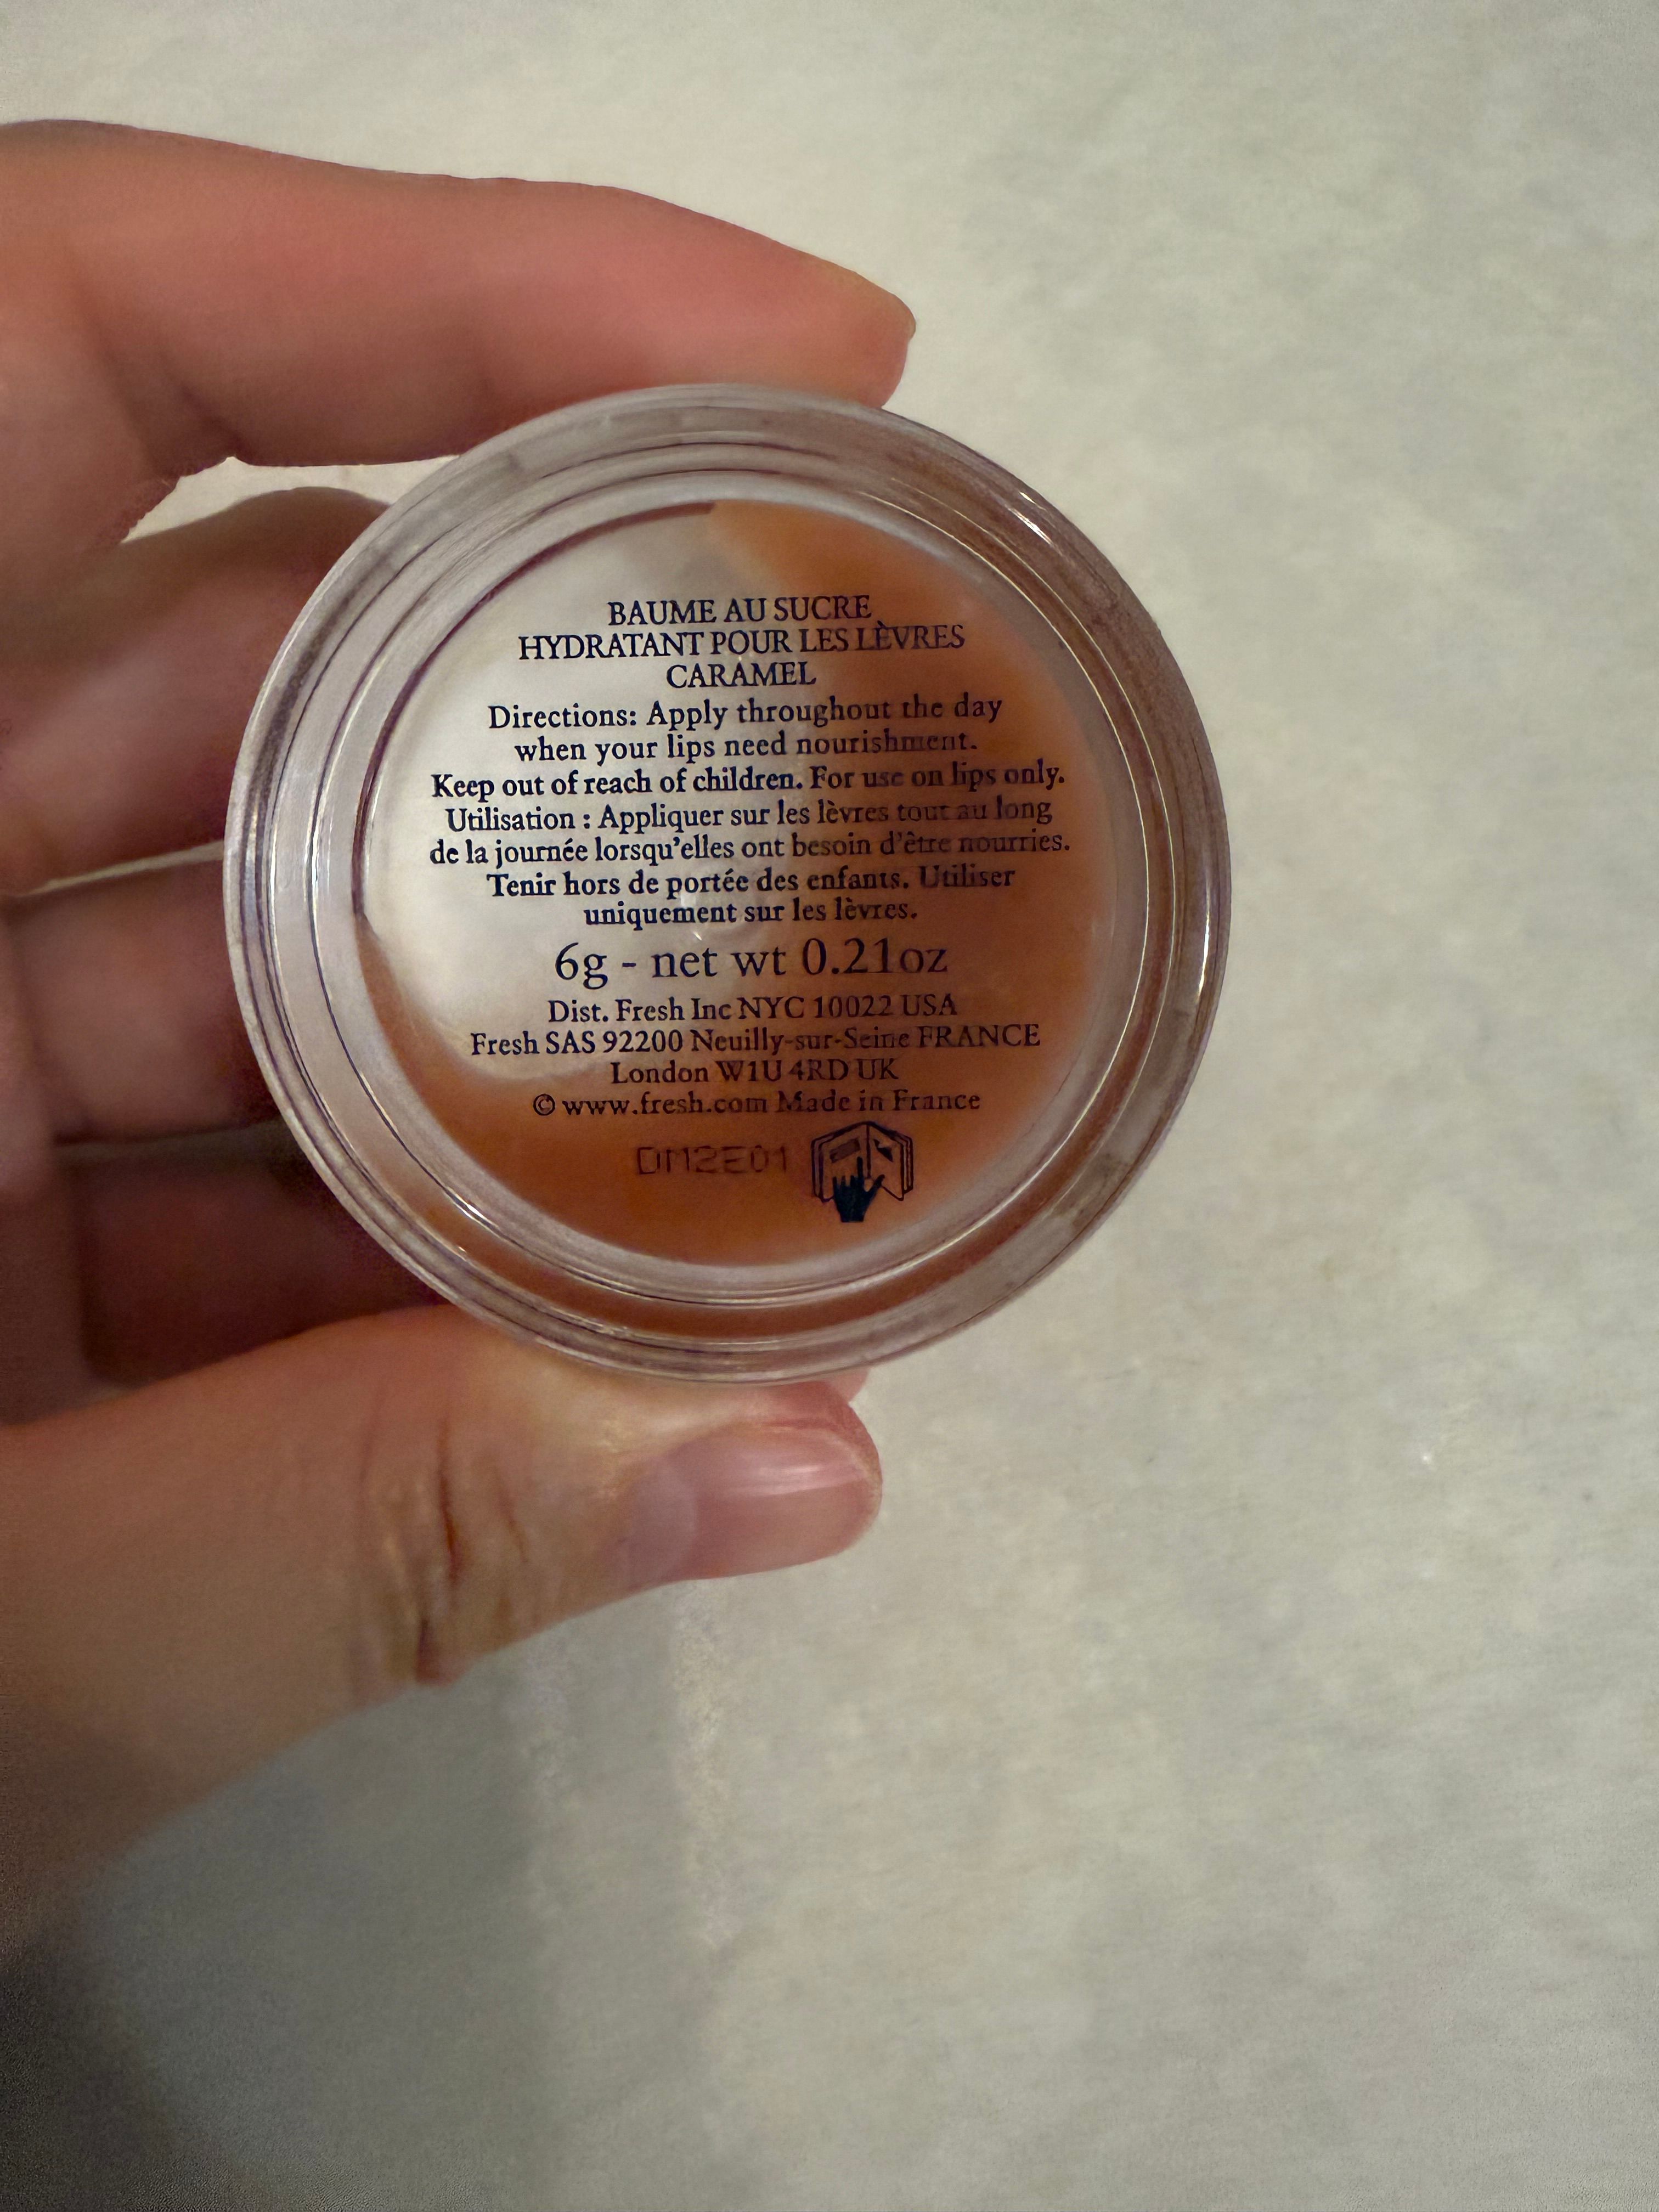 BAUME AU SUCRE
HYDRATANT POUR LES LÈVRES
CARAMEL
Directions: Apply throughout the day
when your lips need nourishment.
Keep out of reach of children. For use on lips only.
Utilisation : Appliquer sur les lèvres tout au long
de la journée lorsqu'elles ont besoin d'être nourries.
Tenir hors de portée des enfants. Utiliser
uniquement sur les lèvres.
6g - net wt 0.21oz
Dist. Fresh Inc NYC 10022 USA
Fresh SAS 92200 Neuilly-sur-Seine FRANCE
London W1U 4RD UK
© www.fresh.com Made in France
DM2E01